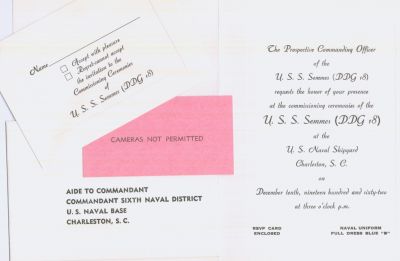 Name
Accept with pleasure
Regret cannot accept
the invitation to the
Commissioning Ceremonies
of
U. S. S. Semmes (DDG 18)
CAMERAS NOT PERMITTED
AIDE TO COMMANDANT
COMMANDANT SIXTH NAVAL DISTRICT
U. S. NAVAL BASE
CHARLESTON, S. C.
The Prospective Commanding Officer
of the
U. S. S. Semmes (DDG 18)
requests the honor of your presence
at the commissioning ceremonies of the
U. S. S. Semmes (DDG 18)
at the
U. S. Naval Shipyard
Charleston, S. C.
on
December tenth, nineteen hundred and sixty-two
at three o'clock p.m.
RSVP CARD
ENCLOSED
NAVAL UNIFORM
FULL DRESS BLUE "B"